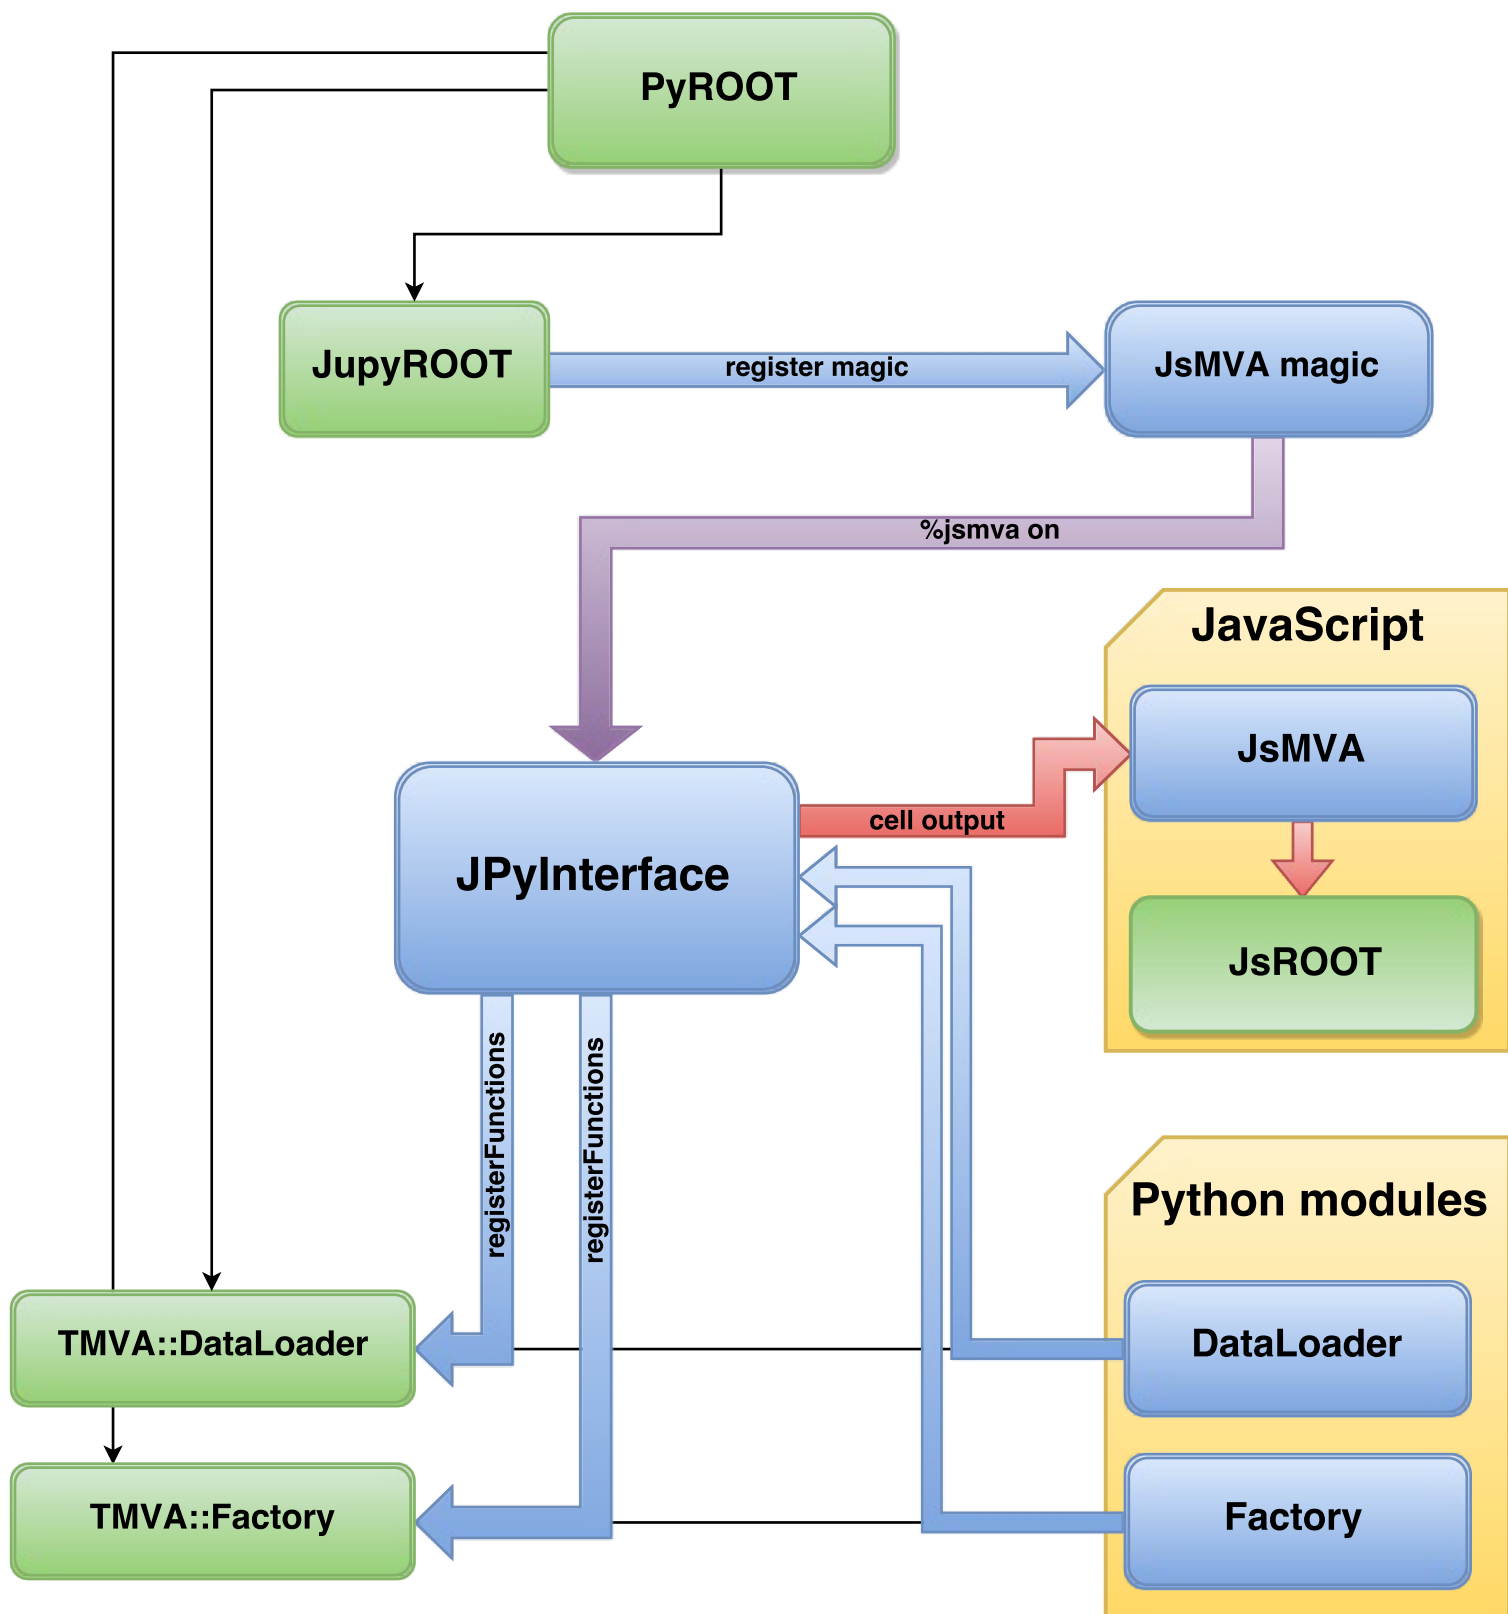 PyROOT
JupyROOT
register magic
JsMVA magic
%jsmva on
JavaScript
JsMVA
cell output
JPyInterface
JsROOT
registerFunctions
registerFunctions
Python modules
TMVA::DataLoader
DataLoader
TMVA::Factory
Factory